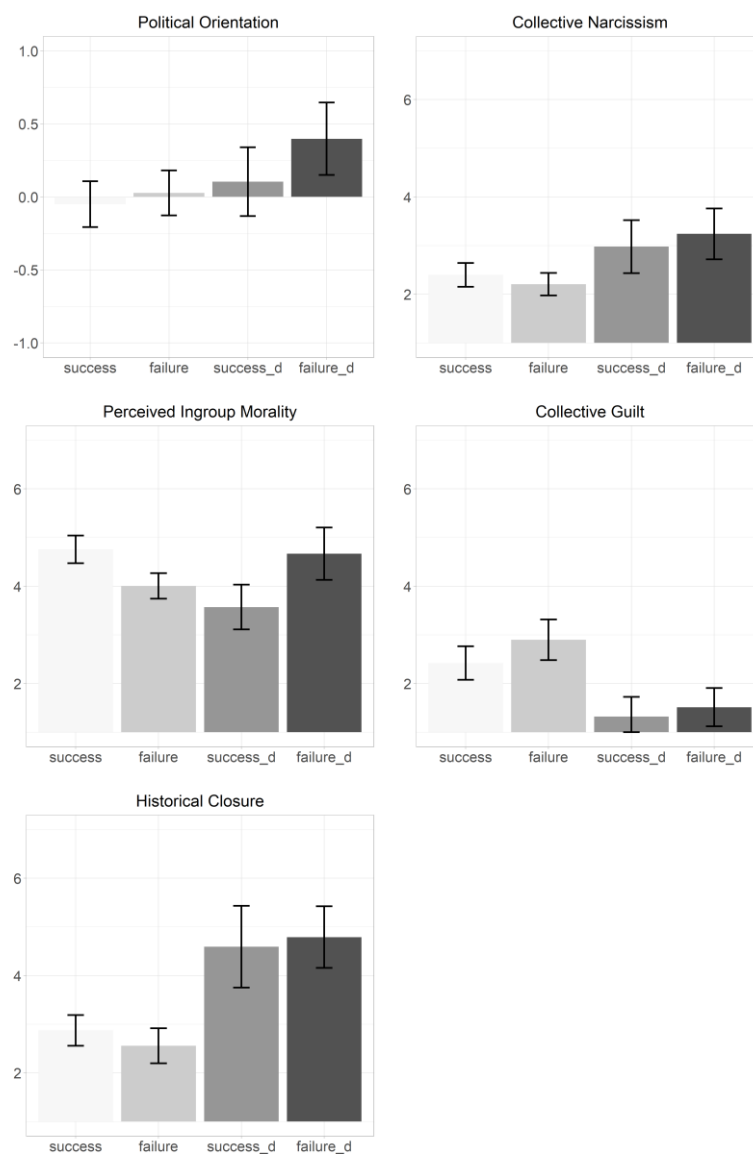 Political Orientation
1.0
0.5
0.0
-0.5
-1.0
success failure success_d failure_d
Collective Narcissism
6
4
2
success failure success_d failure_d
Perceived Ingroup Morality
6
4
2
success failure success_d failure_d
Collective Guilt
6
4
2
success failure success_d failure_d
Historical Closure
6
4
2
success failure success_d failure_d